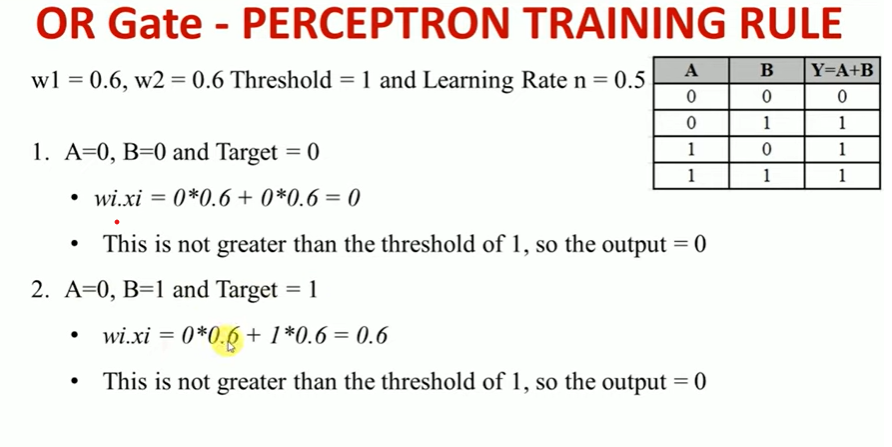 OR Gate - PERCEPTRON TRAINING RULE
w1 = 0.6, w2 = 0.6 Threshold = 1 and Learning Rate n = 0.5
A B Y=A+B
0 0 0
0 1 1
1 0 1
1 1 1
1. A=0, B=0 and Target = 0
• wi.xi = 0*0.6 + 0*0.6 = 0
• This is not greater than the threshold of 1, so the output = 0
2. A=0, B=1 and Target = 1
• wi.xi = 0*0.6 + 1*0.6 = 0.6
• This is not greater than the threshold of 1, so the output = 0